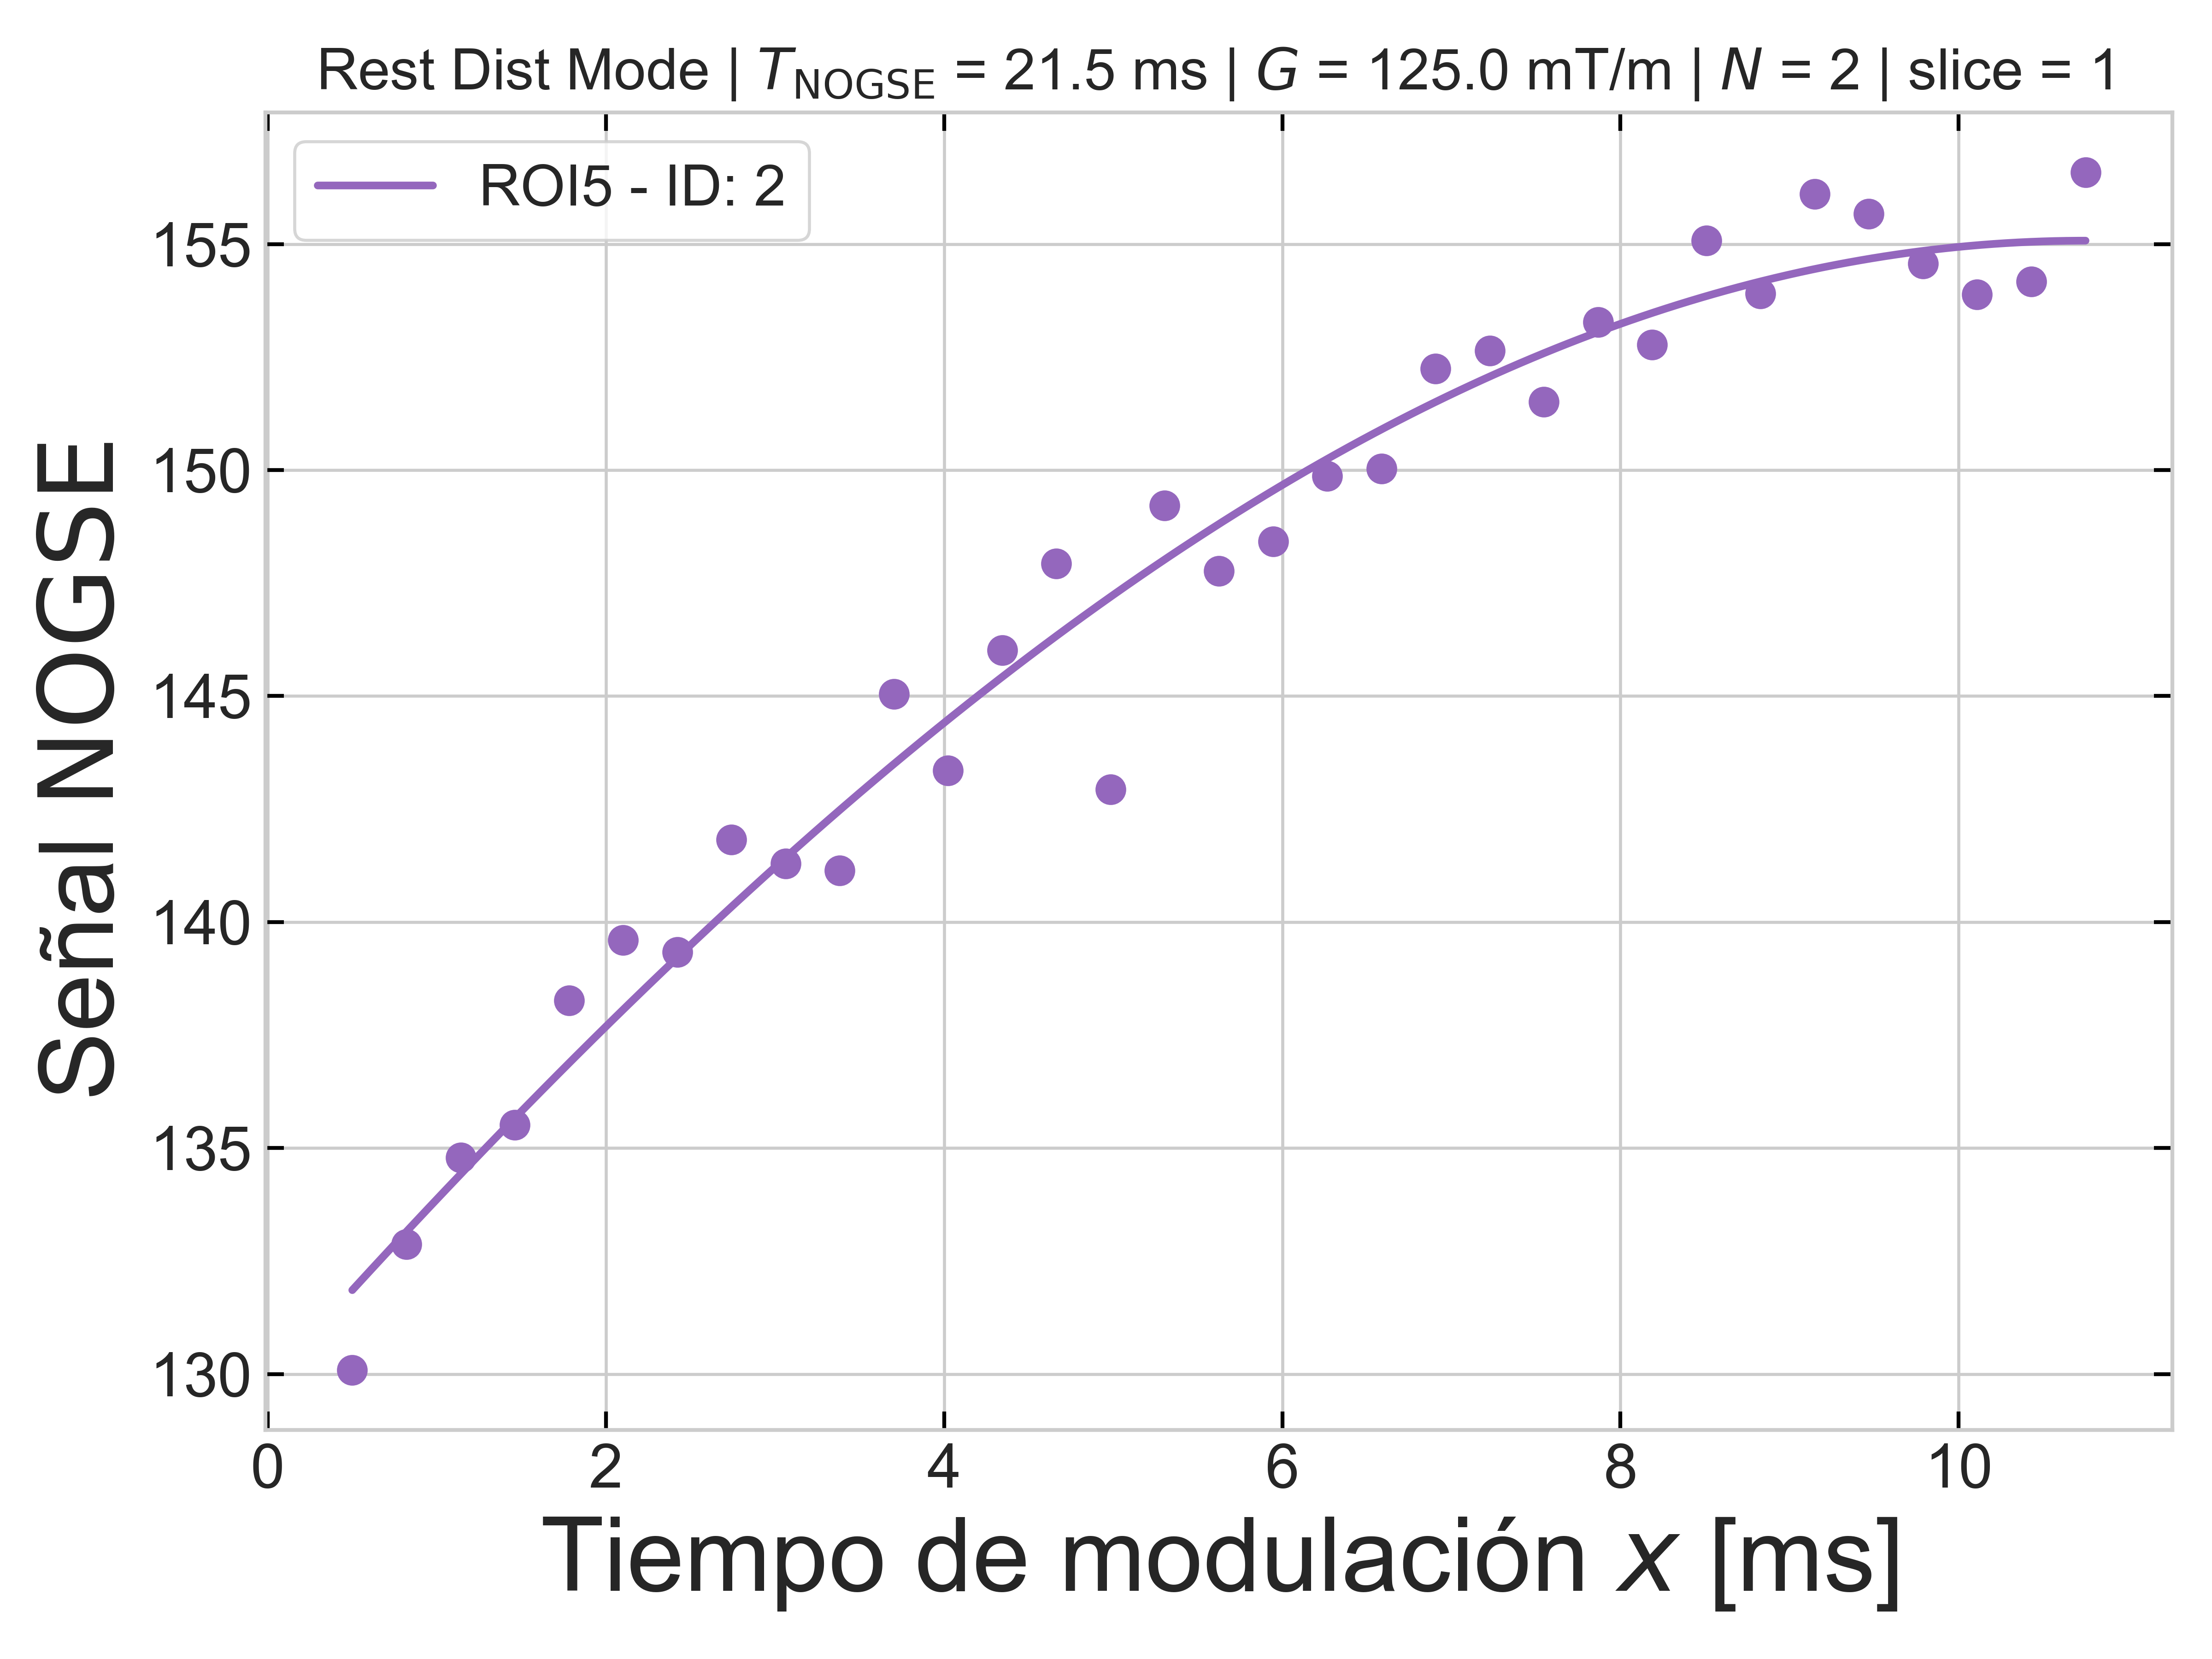 Rest Dist Mode | T_NOGSE = 21.5 ms | G = 125.0 mT/m | N = 2 | slice = 1
ROI5 - ID: 2
Señal NOGSE
155
150
145
140
135
130
0 2 4 6 8 10
Tiempo de modulación x [ms]